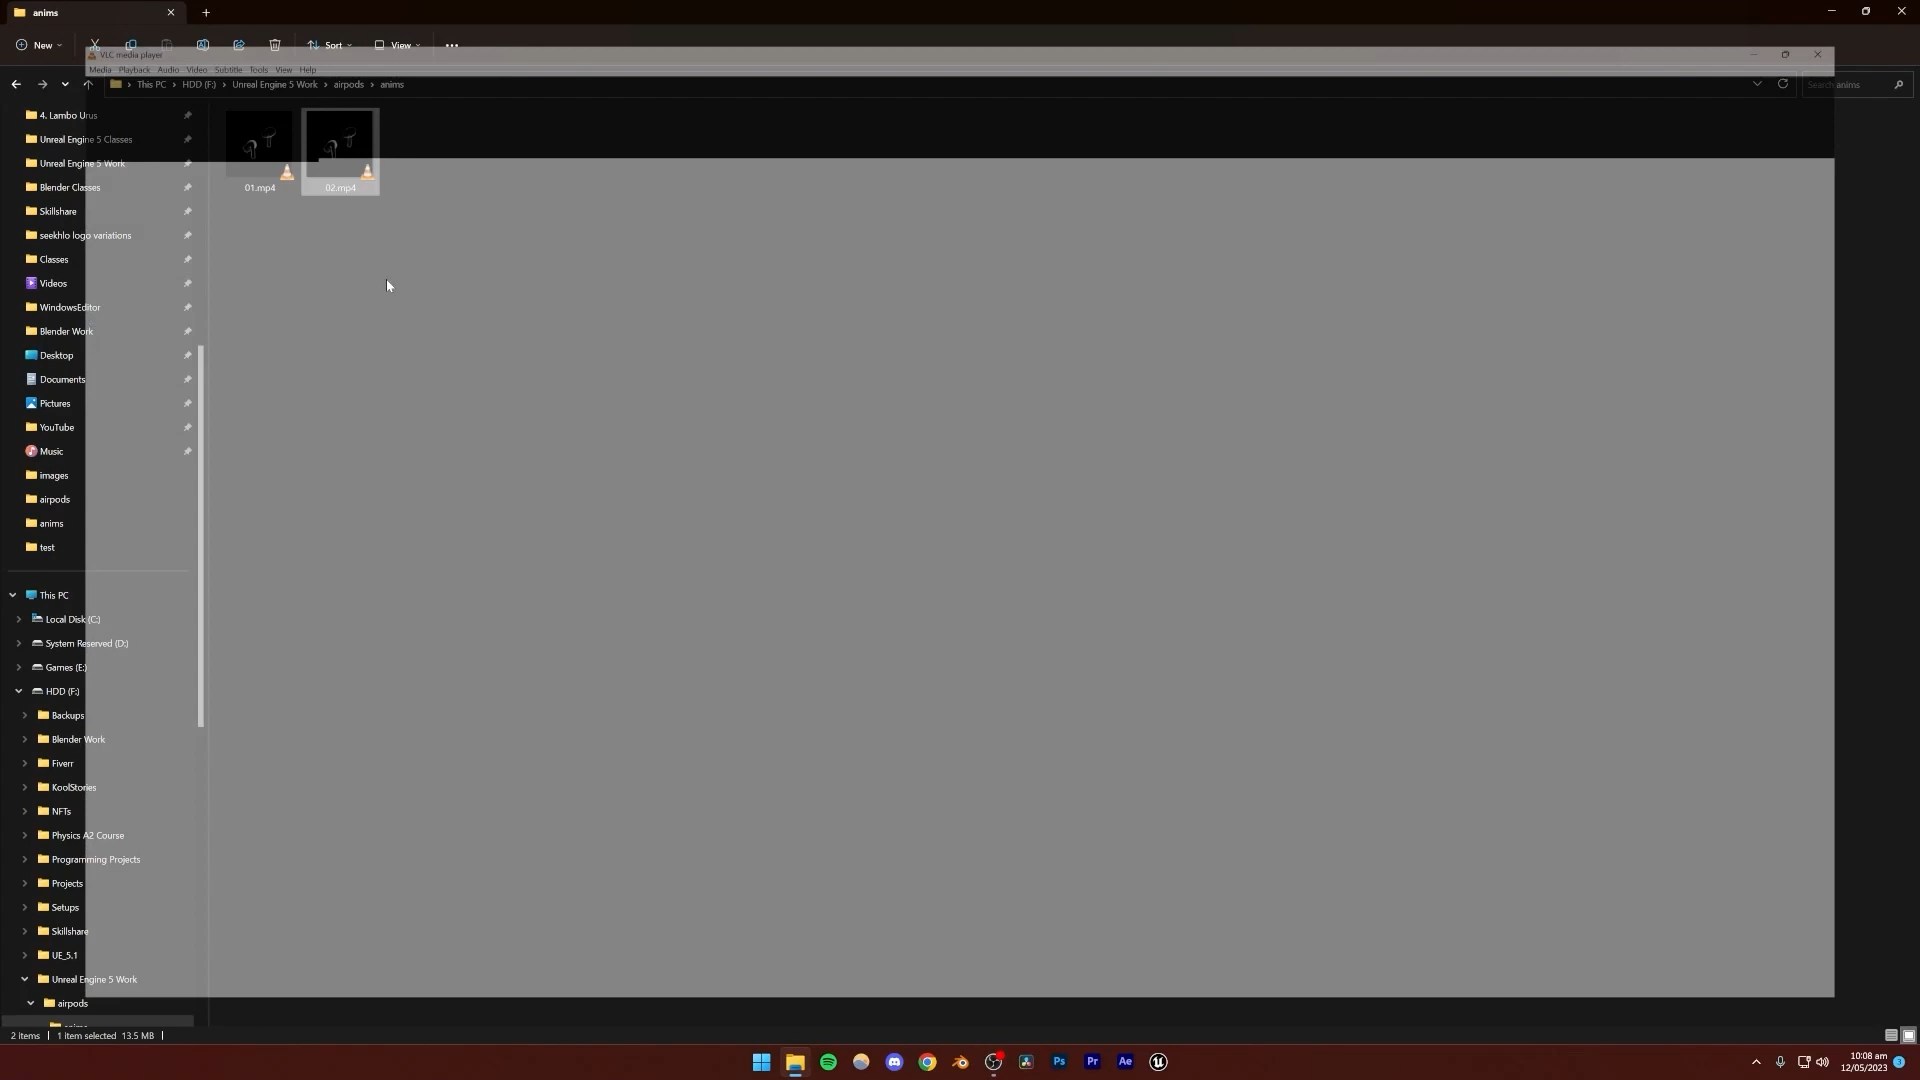 anims
New
Sort
View
VLC media player
Media Playback Audio Video Subtitle Tools View Help
This PC > HDD (F:) > Unreal Engine 5 Work > airpods > anims
Search anims
4. Lambo Urus
Unreal Engine 5 Classes
Unreal Engine 5 Work
Blender Classes
Skillshare
seekhlo logo variations
Classes
Videos
WindowsEditor
Blender Work
Desktop
Documents
Pictures
YouTube
Music
images
airpods
anims
test
01.mp4
02.mp4
This PC
Local Disk (C:)
System Reserved (D:)
Games (E:)
HDD (F:)
Backups
Blender Work
Fiverr
KoolStories
NFTs
Physics A2 Course
Programming Projects
Projects
Setups
Skillshare
UE_5.1
Unreal Engine 5 Work
airpods
2 items | 1 item selected 13.5 MB
Ps
Pr
Ae
10:08 am
12/05/2023
3